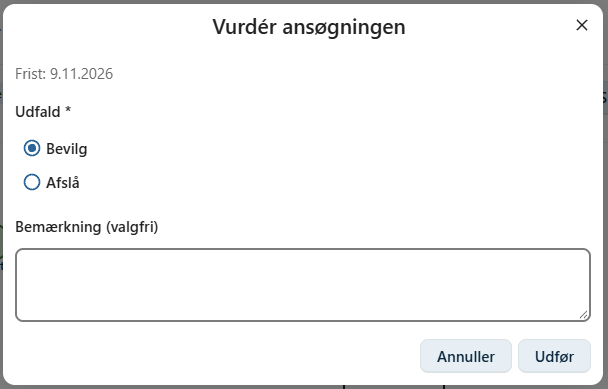 Vurdér ansøgningen
Frist: 9.11.2026
Udfald *
Bevilg
Afslå
Bemærkning (valgfri)
Annuller
Udfør